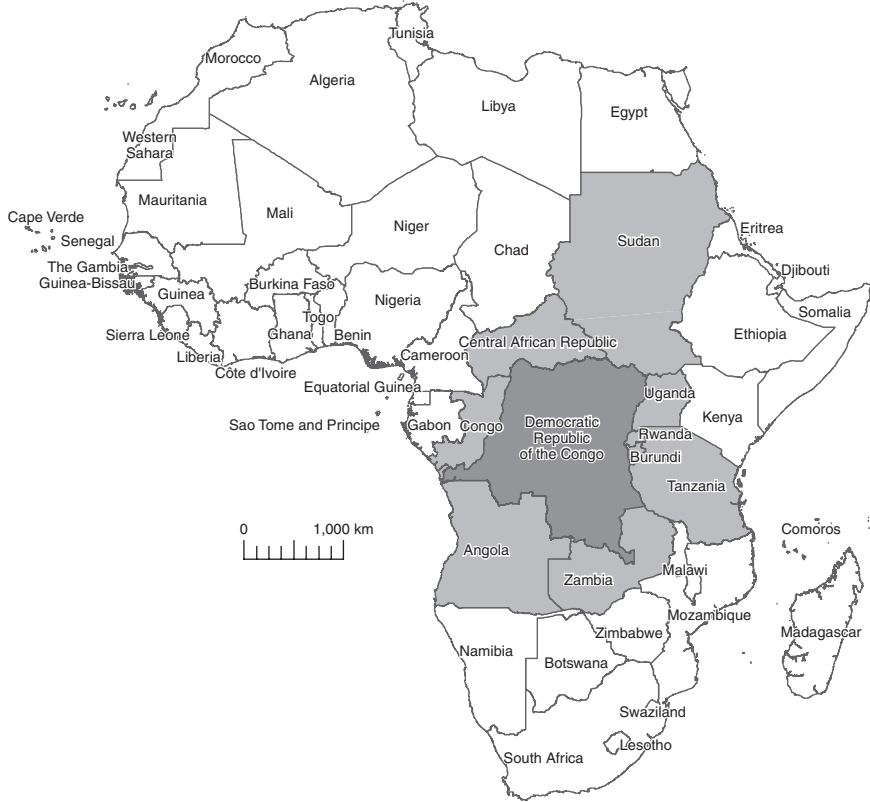 Tunisia
Morocco
Algeria
Libya
Egypt
Western
Sahara
Mauritania
Mali
Niger
Chad
Sudan
Eritrea
Cape Verde
Senegal
The Gambia
Guinea-Bissau
Guinea
Burkina Faso
Nigeria
Djibouti
Somalia
Sierra Leone
Liberia
Côte d'Ivoire
Ghana
Togo
Benin
Cameroon
Central African Republic
Ethiopia
Equatorial Guinea
Sao Tome and Principe
Gabon
Congo
Democratic
Republic
of the Congo
Uganda
Kenya
Rwanda
Burundi
Tanzania
0 1,000 km
Angola
Zambia
Malawi
Comoros
Mozambique
Madagascar
Zimbabwe
Namibia
Botswana
Swaziland
Lesotho
South Africa